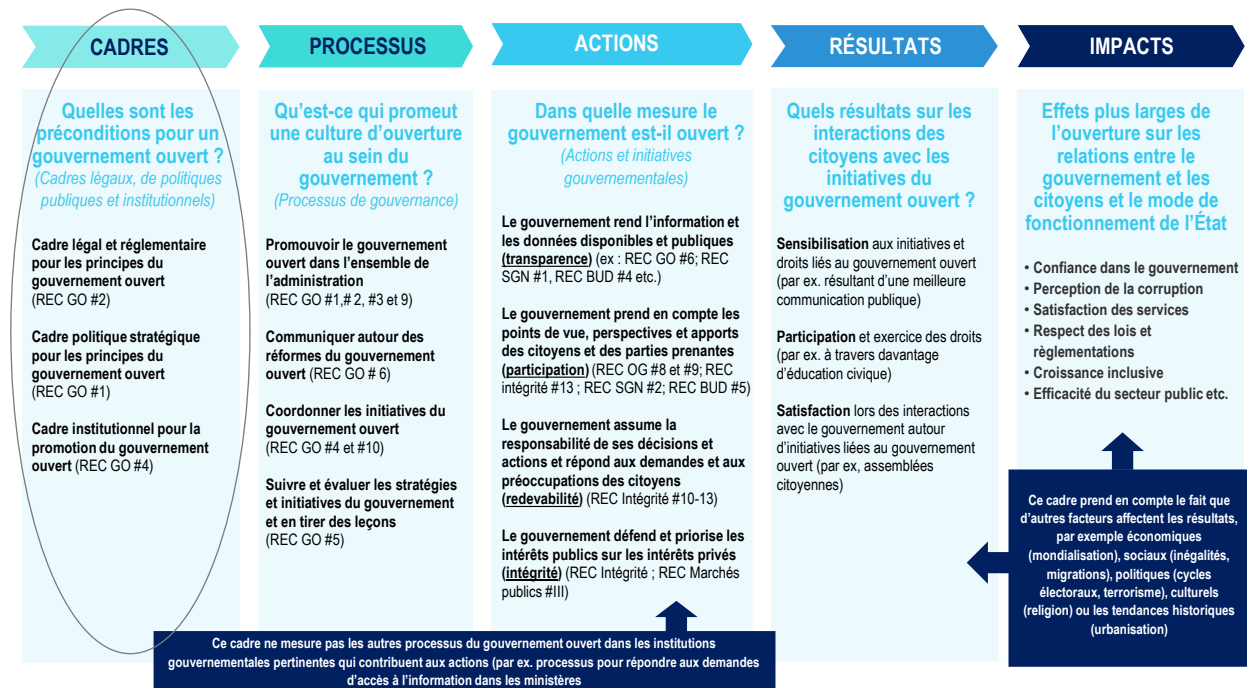 CADRES
PROCESSUS
ACTIONS
RÉSULTATS
IMPACTS
Quelles sont les
préconditions pour un
gouvernement ouvert ?
(Cadres légaux, de politiques
publiques et institutionnels)
Cadre légal et réglementaire
pour les principes du
gouvernement ouvert
(REC GO #2)
Cadre politique stratégique
pour les principes du
gouvernement ouvert
(REC GO #1)
Cadre institutionnel pour la
promotion du gouvernement
ouvert (REC GO #4)
Qu'est-ce qui promeut
une culture d'ouverture
au sein du
gouvernement ?
(Processus de gouvernance)
Promouvoir le gouvernement
ouvert dans l'ensemble de
l'administration
(REC GO #1,# 2, #3 et 9)
Communiquer autour des
réformes du gouvernement
ouvert (REC GO # 6)
Coordonner les initiatives du
gouvernement ouvert
(REC GO #4 et #10)
Suivre et évaluer les stratégies
et initiatives du gouvernement
et en tirer des leçons
(REC GO #5)
Dans quelle mesure le
gouvernement est-il ouvert ?
(Actions et initiatives
gouvernementales)
Le gouvernement rend l'information et
les données disponibles et publiques
(transparence) (ex : REC GO #6; REC
SGN #1, REC BUD #4 etc.)
Le gouvernement prend en compte les
points de vue, perspectives et apports
des citoyens et des parties prenantes
(participation) (REC OG #8 et #9; REC
intégrité #13 ; REC SGN #2; REC BUD #5)
Le gouvernement assume la
responsabilité de ses décisions et
actions et répond aux demandes et aux
préoccupations des citoyens
(redevabilité) (REC Intégrité #10-13)
Le gouvernement défend et priorise les
intérêts publics sur les intérêts privés
(intégrité) (REC Intégrité ; REC Marchés
publics #III)
Quels résultats sur les
interactions des
citoyens avec les
initiatives du
gouvernement ouvert ?
Sensibilisation aux initiatives et
droits liés au gouvernement ouvert
(par ex. résultant d'une meilleure
communication publique)
Participation et exercice des droits
(par ex. à travers davantage
d'éducation civique)
Satisfaction lors des interactions
avec le gouvernement autour
d'initiatives liées au gouvernement
ouvert (par ex, assemblées
citoyennes)
Effets plus larges de
l'ouverture sur les
relations entre le
gouvernement et les
citoyens et le mode de
fonctionnement de l'État
• Confiance dans le gouvernement
• Perception de la corruption
• Satisfaction des services
• Respect des lois et
règlementations
• Croissance inclusive
• Efficacité du secteur public etc.
Ce cadre prend en compte le fait que
d'autres facteurs affectent les résultats,
par exemple économiques
(mondialisation), sociaux (inégalités,
migrations), politiques (cycles
électoraux, terrorisme), culturels
(religion) ou les tendances historiques
(urbanisation)
Ce cadre ne mesure pas les autres processus du gouvernement ouvert dans les institutions
gouvernementales pertinentes qui contribuent aux actions (par ex. processus pour répondre aux demandes
d'accès à l'information dans les ministères